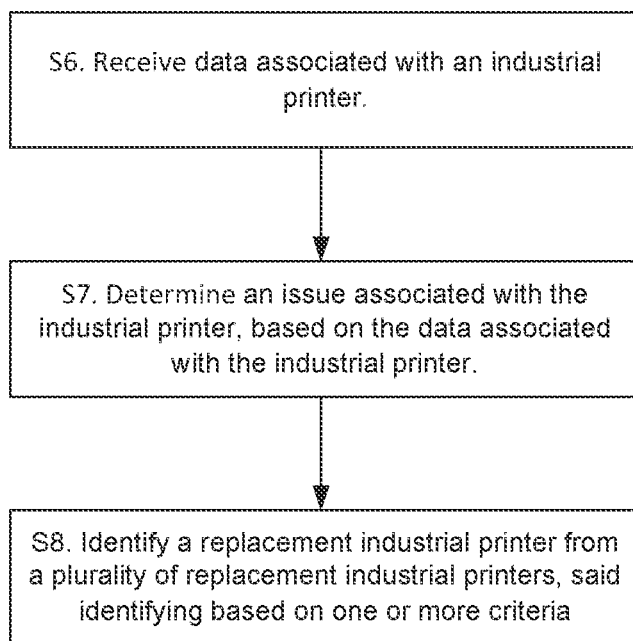 S6. Receive data associated with an industrial
printer.
S7. Determine an issue associated with the
industrial printer, based on the data associated
with the industrial printer.
S8. Identify a replacement industrial printer from
a plurality of replacement industrial printers, said
identifying based on one or more criteria